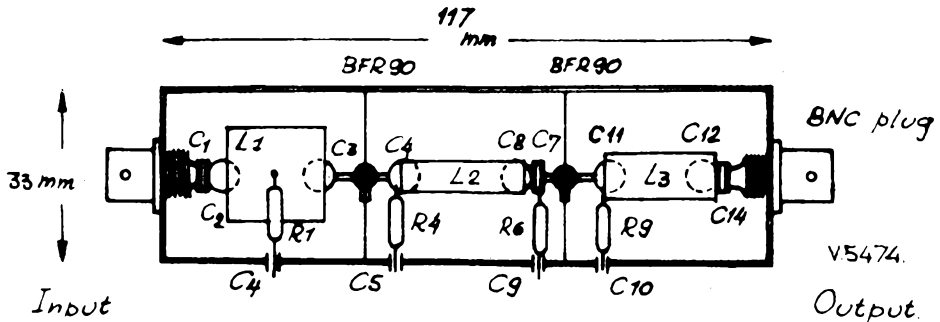 117
mm
BFR90 BFR90
BNC plug
C1 L1 C3 C4 C8 C7 C11 C12
33 mm
L2 L3
C2 R1 R4 R6 R9 C14
C4 C5 C9 C10
V.5474.
Input Output.